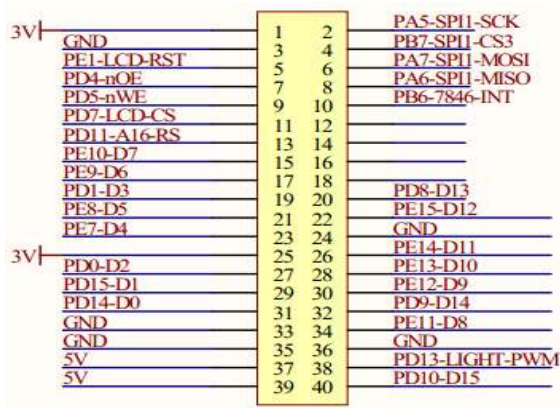 3V 1 2 PA5-SPI1-SCK
GND 3 4 PB7-SPI1-CS3
PE1-LCD-RST 5 6 PA7-SPI1-MOSI
PD4-nOE 7 8 PA6-SPI1-MISO
PD5-nWE 9 10 PB6-7846-INT
PD7-LCD-CS 11 12
PD11-A16-RS 13 14
PE10-D7 15 16
PE9-D6 17 18
PD1-D3 19 20 PD8-D13
PE8-D5 21 22 PE15-D12
PE7-D4 23 24 GND
3V 25 26 PE14-D11
PD0-D2 27 28 PE13-D10
PD15-D1 29 30 PE12-D9
PD14-D0 31 32 PD9-D14
GND 33 34 PE11-D8
GND 35 36 GND
5V 37 38 PD13-LIGHT-PWM
5V 39 40 PD10-D15